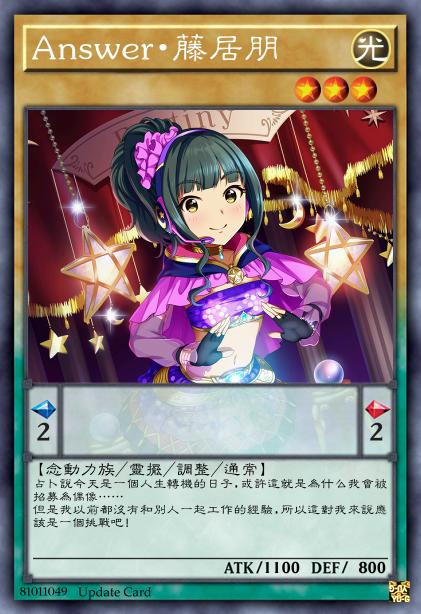 Answer・藤居朋
光
Destiny
2
2
【念動力族／靈擺／調整／通常】
占卜說今天是一個人生轉機的日子，或許這就是為什麼我會被
招募為偶像……
但是我以前都沒有和別人一起工作的經驗，所以這對我來說應
該是一個挑戰吧！
ATK/1100 DEF/ 800
81011049 Update Card